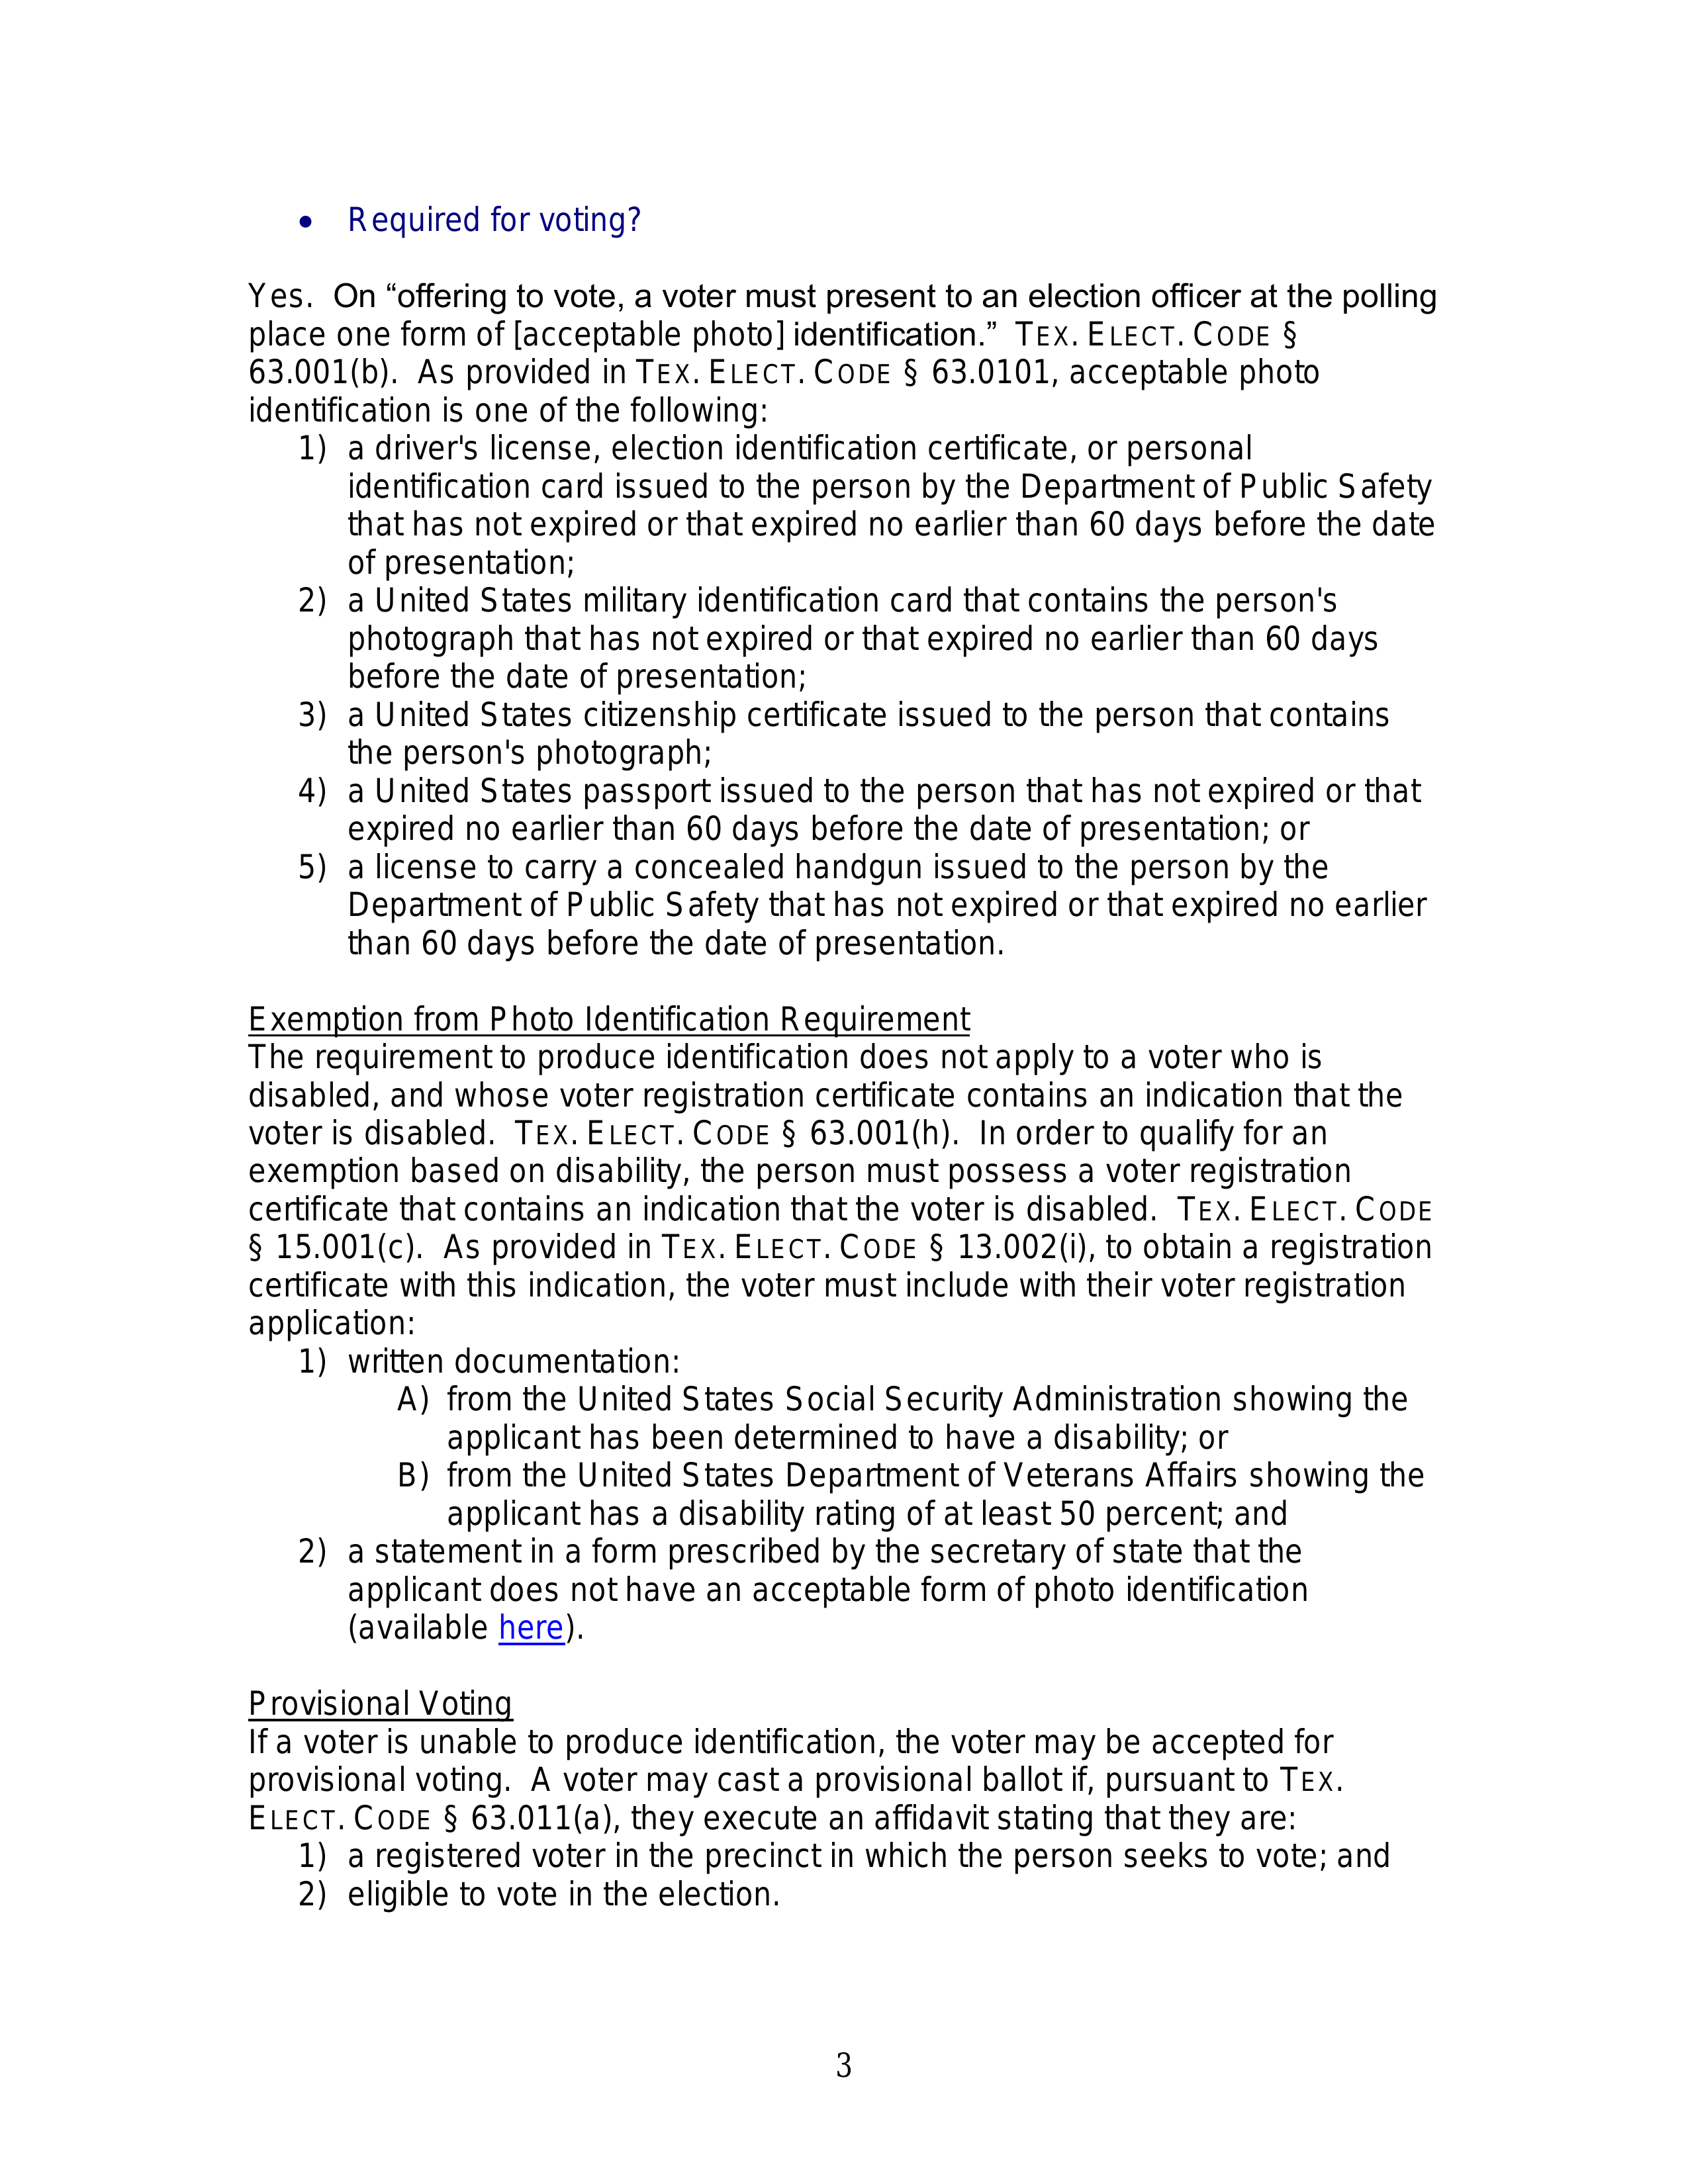 • Required for voting?
Yes. On “offering to vote, a voter must present to an election officer at the polling
place one form of [acceptable photo] identification.” TEX. ELECT. CODE §
63.001(b). As provided in TEX. ELECT. CODE § 63.0101, acceptable photo
identification is one of the following:
1) a driver's license, election identification certificate, or personal
identification card issued to the person by the Department of Public Safety
that has not expired or that expired no earlier than 60 days before the date
of presentation;
2) a United States military identification card that contains the person's
photograph that has not expired or that expired no earlier than 60 days
before the date of presentation;
3) a United States citizenship certificate issued to the person that contains
the person's photograph;
4) a United States passport issued to the person that has not expired or that
expired no earlier than 60 days before the date of presentation; or
5) a license to carry a concealed handgun issued to the person by the
Department of Public Safety that has not expired or that expired no earlier
than 60 days before the date of presentation.
Exemption from Photo Identification Requirement
The requirement to produce identification does not apply to a voter who is
disabled, and whose voter registration certificate contains an indication that the
voter is disabled. TEX. ELECT. CODE § 63.001(h). In order to qualify for an
exemption based on disability, the person must possess a voter registration
certificate that contains an indication that the voter is disabled. TEX. ELECT. CODE
§ 15.001(c). As provided in TEX. ELECT. CODE § 13.002(i), to obtain a registration
certificate with this indication, the voter must include with their voter registration
application:
1) written documentation:
A) from the United States Social Security Administration showing the
applicant has been determined to have a disability; or
B) from the United States Department of Veterans Affairs showing the
applicant has a disability rating of at least 50 percent; and
2) a statement in a form prescribed by the secretary of state that the
applicant does not have an acceptable form of photo identification
(available here).
Provisional Voting
If a voter is unable to produce identification, the voter may be accepted for
provisional voting. A voter may cast a provisional ballot if, pursuant to TEX.
ELECT. CODE § 63.011(a), they execute an affidavit stating that they are:
1) a registered voter in the precinct in which the person seeks to vote; and
2) eligible to vote in the election.
3